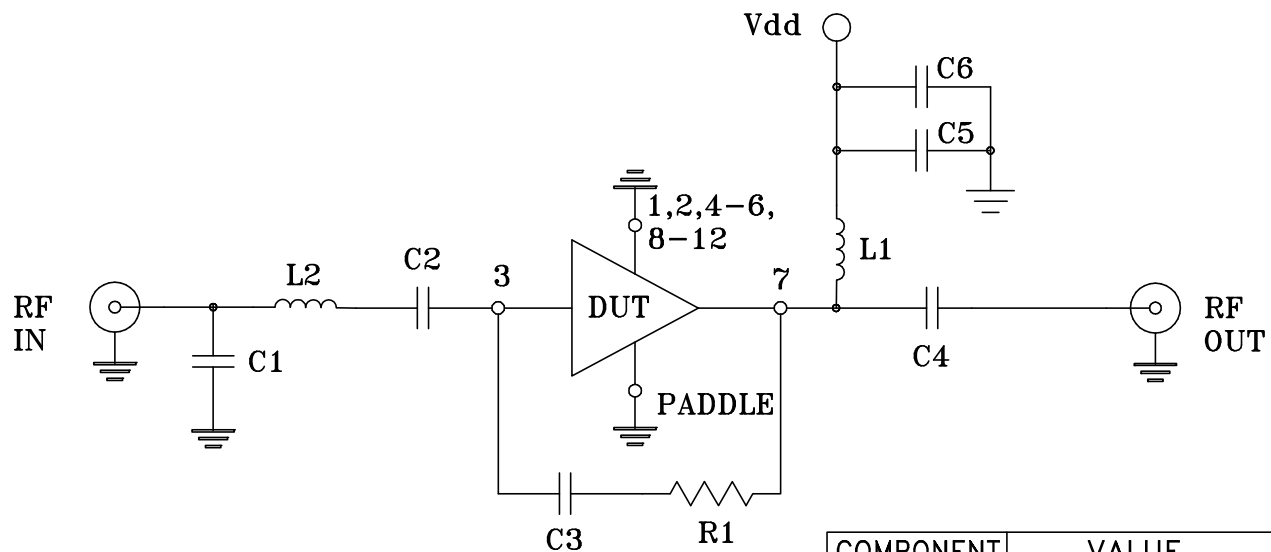 Vdd
C6
C5
1,2,4-6,
8-12
L1
C2
L2
3
7
RF
IN
DUT
RF
OUT
C1
C4
PADDLE
C3
R1
COMPONENT
VALUE